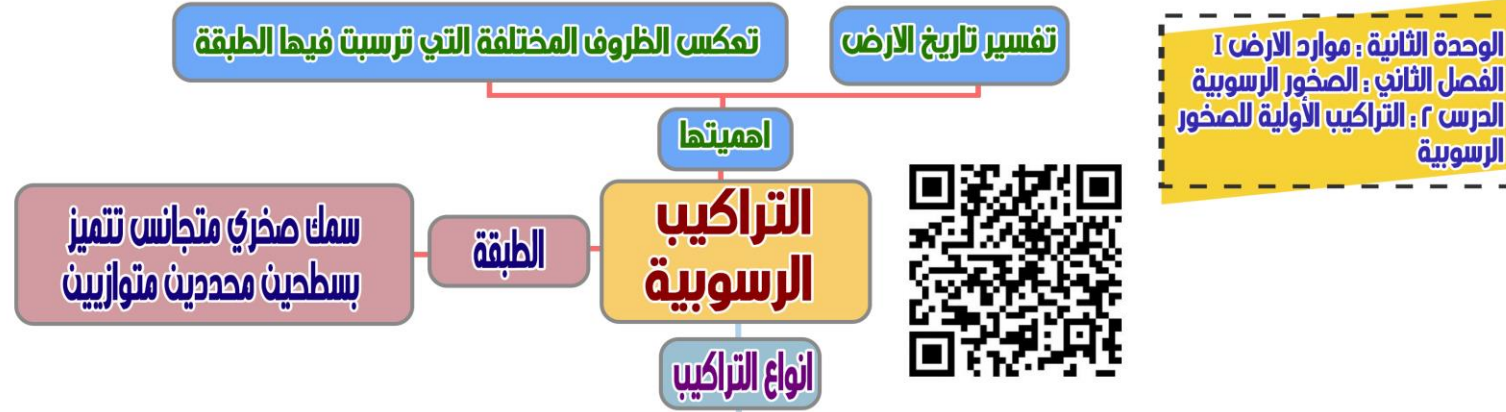 الوحدة الثانية : موارد الارض I
الفصل الثاني : الصخور الرسوبية
الدرس ٢ : التراكيب الأولية للصخور
الرسوبية
تفسير تاريخ الارض
تعكس الظروف المختلفة التي ترسبت فيها الطبقة
اهميتها
التراكيب
الرسوبية
الطبقة
سمك صخري متجانس تتميز
بسطحين محددين متوازيين
انواع التراكيب